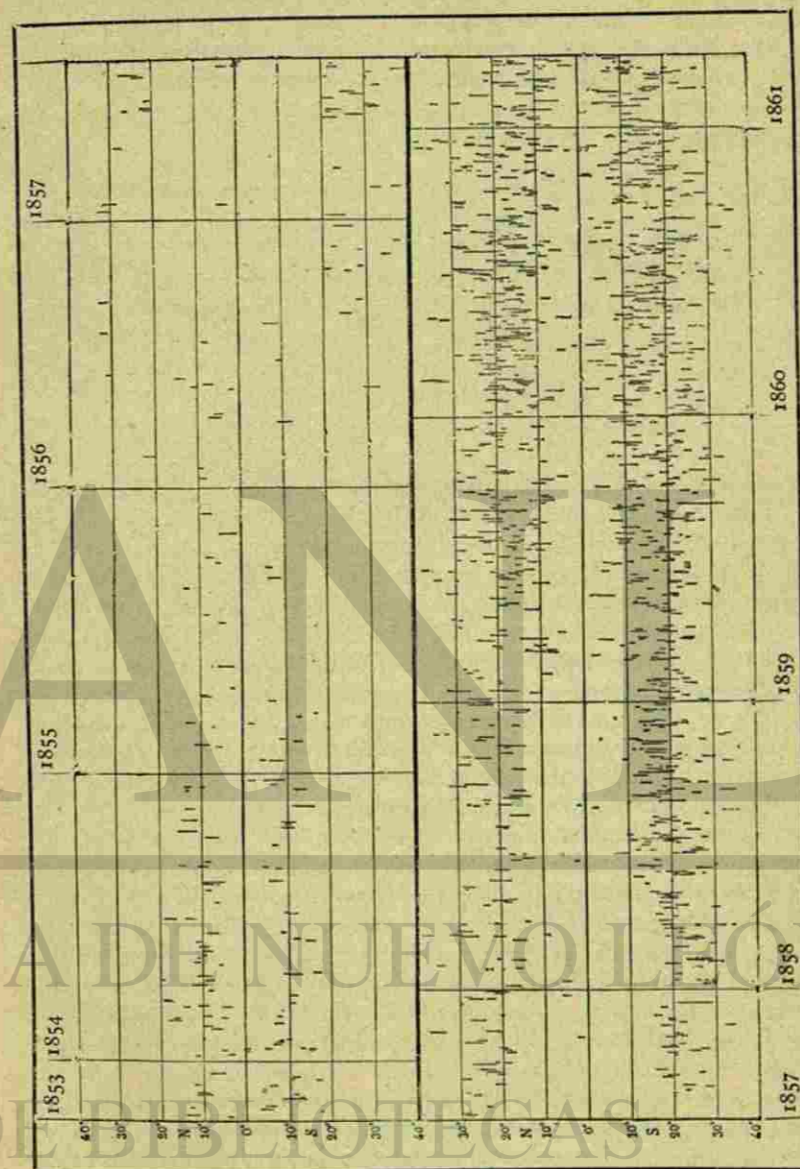 1853 1854 1855 1856 1857
40° 30° 20° N 10° 0° 10° S 20° 30°
40° 30° 20° N 10° 0° 10° S 20° 30° 40°
1857 1858 1859 1860 1861
ANL
A DE NUEVO LEÓ
DE BIBLIOTECAS